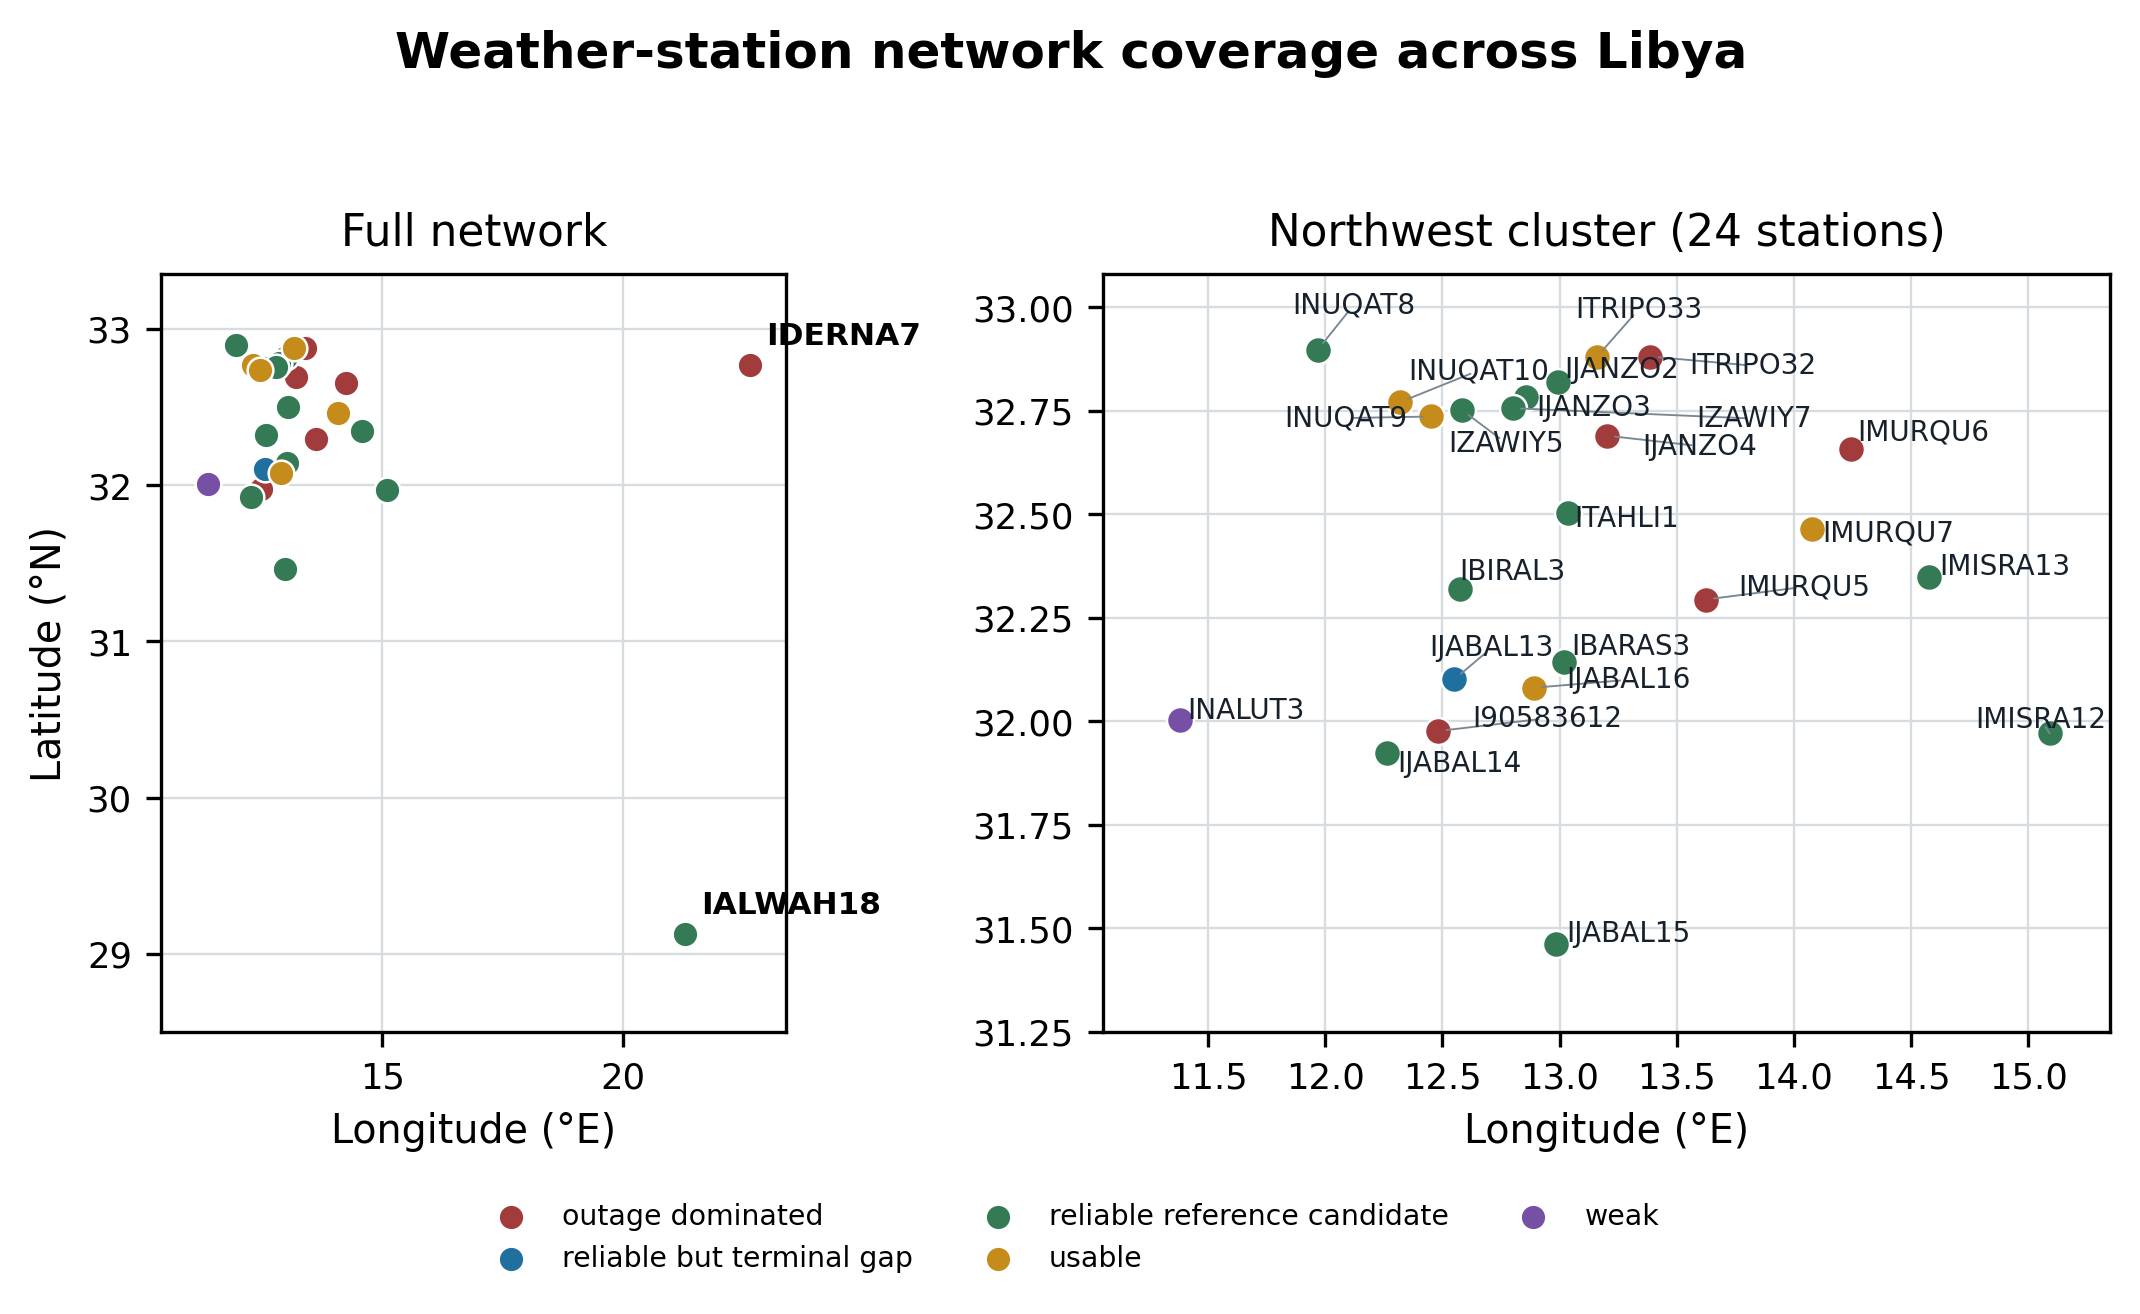 Weather-station network coverage across Libya
Full network
33
32
31
30
29
15
20
Latitude (°N)
Longitude (°E)
IDERNA7
IALWAH18
Northwest cluster (24 stations)
33.00
32.75
32.50
32.25
32.00
31.75
31.50
31.25
11.5
12.0
12.5
13.0
13.5
14.0
14.5
15.0
Longitude (°E)
INUQAT8
ITRIPO33
INUQAT10
IJANZO2
ITRIPO32
INUQAT9
IJANZO3
IZAWIY7
IZAWIY5
IJANZO4
IMURQU6
ITAHLI1
IMURQU7
IBIRAL3
IMURQU5
IMISRA13
IJABAL13
IBARAS3
IJABAL16
INALUT3
I90583612
IMISRA12
IJABAL14
IJABAL15
outage dominated
reliable but terminal gap
reliable reference candidate
usable
weak